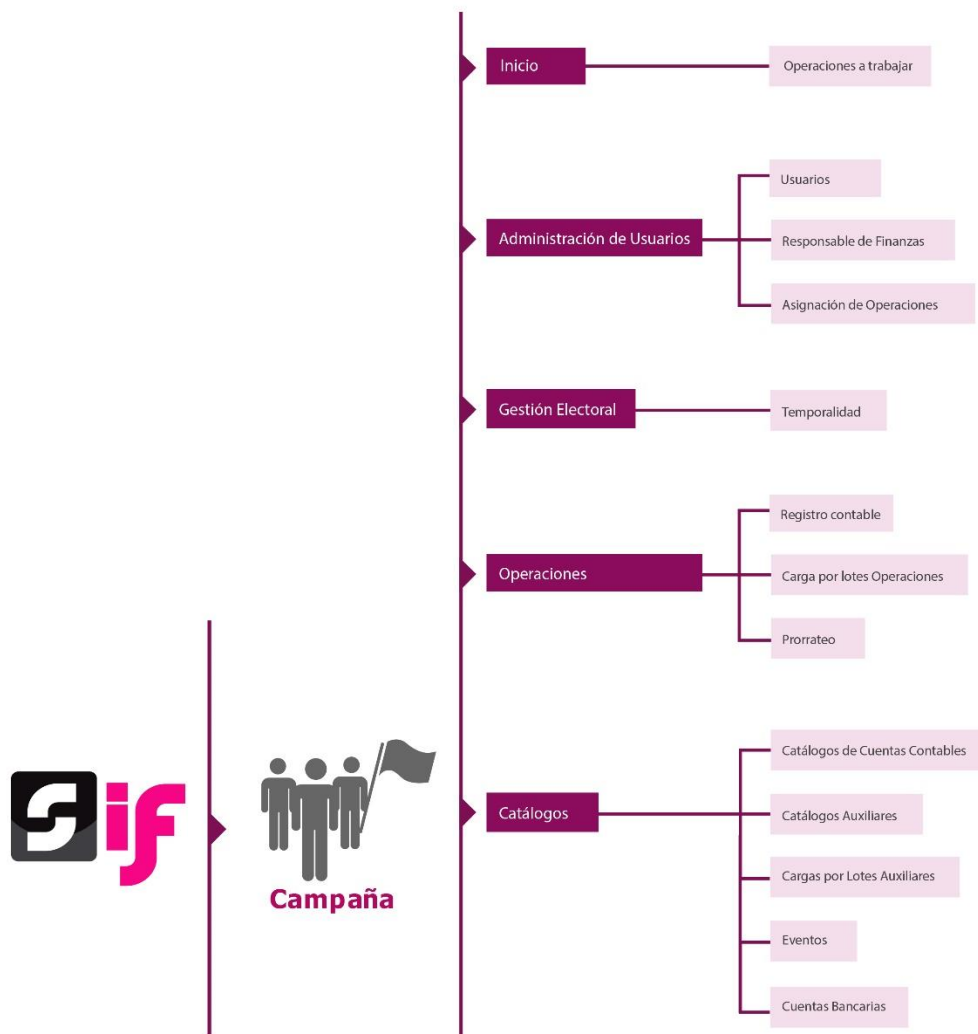 Inicio
Operaciones a trabajar
Administración de Usuarios
Usuarios
Responsable de Finanzas
Asignación de Operaciones
Gestión Electoral
Temporalidad
Operaciones
Registro contable
Carga por lotes Operaciones
Prorrateo
Sif
Campaña
Catálogos
Catálogos de Cuentas Contables
Catálogos Auxiliares
Cargas por Lotes Auxiliares
Eventos
Cuentas Bancarias